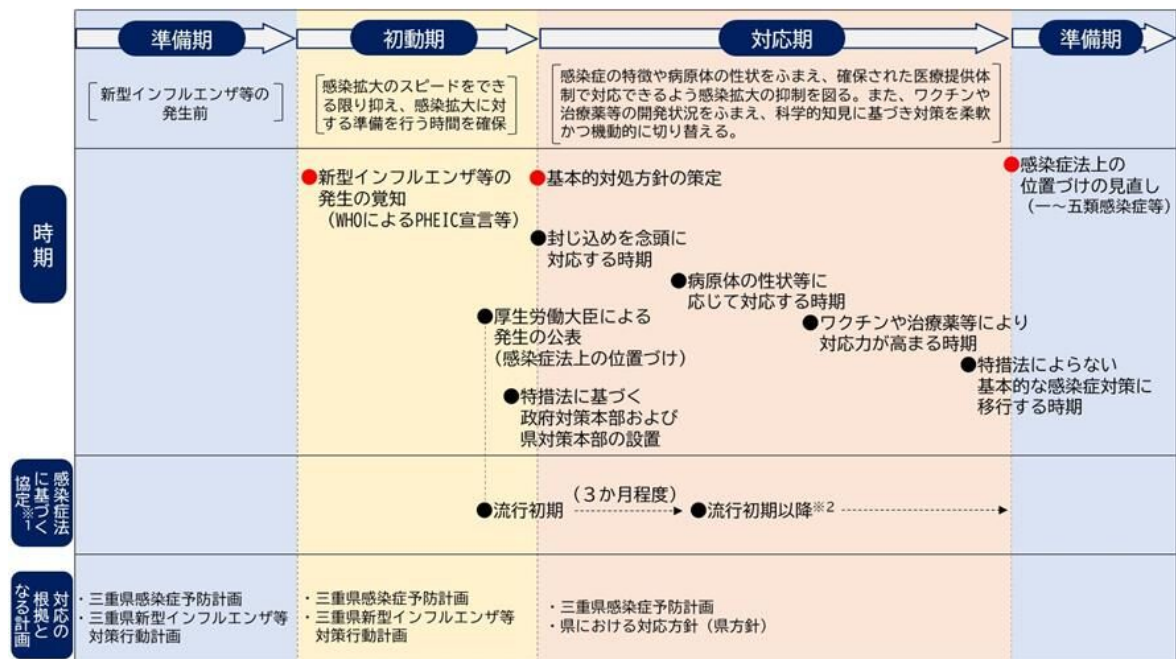 準備期
初動期
対応期
準備期
新型インフルエンザ等の
発生前
感染拡大のスピードをでき
る限り抑え、感染拡大に対
する準備を行う時間を確保
感染症の特徴や病原体の性状をふまえ、確保された医療提供体
制で対応できるよう感染拡大の抑制を図る。また、ワクチンや
治療薬等の開発状況をふまえ、科学的知見に基づき対策を柔軟
かつ機動的に切り替える。
時期
●新型インフルエンザ等の
発生の覚知
(WHOによるPHEIC宣言等)
●基本的対処方針の策定
●感染症法上の
位置づけの見直し
(一～五類感染症等)
●封じ込めを念頭に
対応する時期
●病原体の性状等に
応じて対応する時期
●厚生労働大臣による
発生の公表
(感染症法上の位置づけ)
●ワクチンや治療薬等により
対応力が高まる時期
●特措法によらない
基本的な感染症対策に
移行する時期
●特措法に基づく
政府対策本部および
県対策本部の設置
感染症法
に基づく
協定※1
●流行初期
(３か月程度)
●流行初期以降※2
対応の
根拠と
なる計画
・三重県感染症予防計画
・三重県新型インフルエンザ等
対策行動計画
・三重県感染症予防計画
・三重県新型インフルエンザ等
対策行動計画
・三重県感染症予防計画
・県における対応方針（県方針）